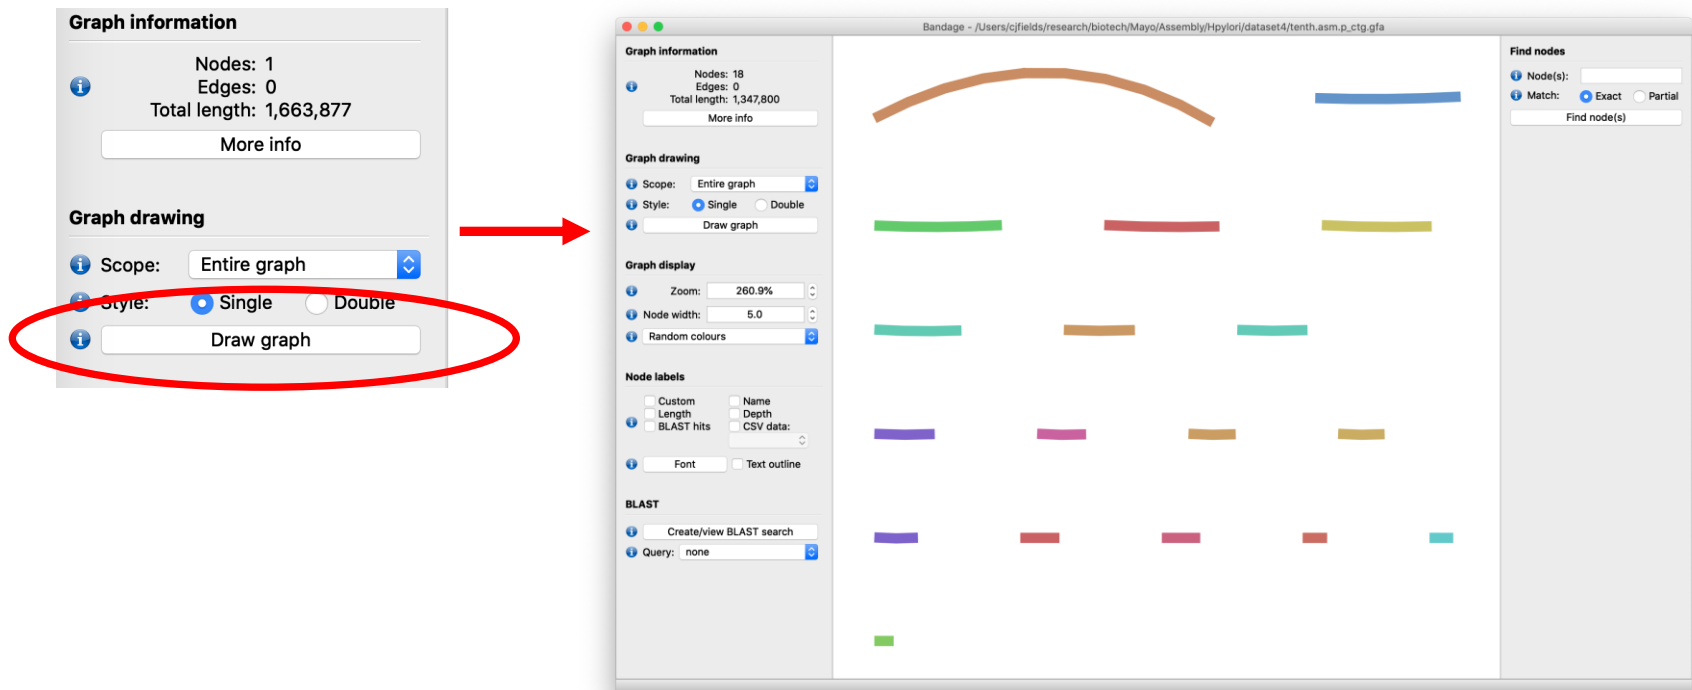 Graph information
Nodes: 1
Edges: 0
Total length: 1,663,877
More info
Graph drawing
Scope: Entire graph
Style: Single Double
Draw graph
Bandage - /Users/cjfields/research/biotech/Mayo/Assembly/Hpylori/dataset4/tenth.asm.p_ctg.gfa
Graph information
Nodes: 18
Edges: 0
Total length: 1,347,800
More info
Graph drawing
Scope: Entire graph
Style: Single Double
Draw graph
Graph display
Zoom: 260.9%
Node width: 5.0
Random colours
Node labels
Custom Name
Length Depth
BLAST hits CSV data:
Font Text outline
BLAST
Create/view BLAST search
Query: none
Find nodes
Node(s):
Match: Exact Partial
Find node(s)